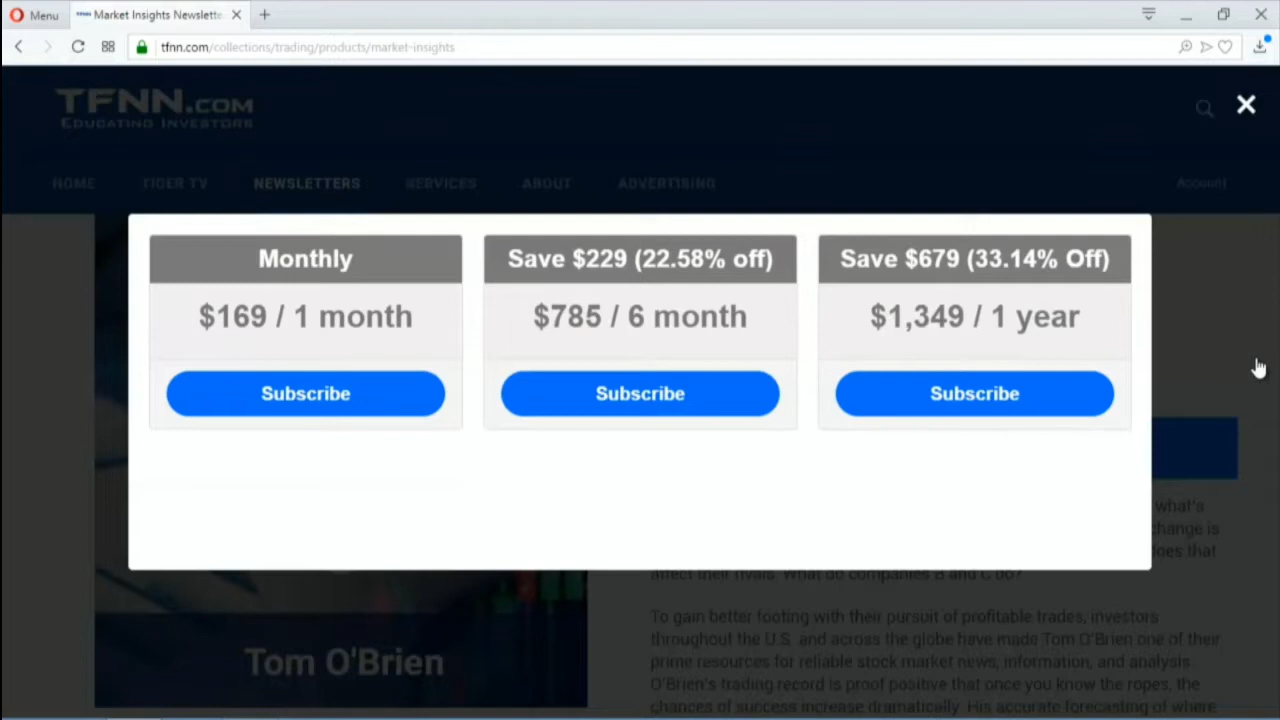 Menu
Market Insights Newslette
tfnn.com/collections/trading/products/market-insights
TFNN.COM
EDUCATING INVESTORS
HOME
TIGER TV
NEWSLETTERS
SERVICES
ABOUT
ADVERTISING
Account
Monthly
$169 / 1 month
Subscribe
Save $229 (22.58% off)
$785 / 6 month
Subscribe
Save $679 (33.14% Off)
$1,349 / 1 year
Subscribe
what's
change is
does that
affect their rivals. What do companies B and C do?
To gain better footing with their pursuit of profitable trades, investors
throughout the U.S. and across the globe have made Tom O'Brien one of their
prime resources for reliable stock market news, information, and analysis.
O'Brien's trading record is proof positive that once you know the ropes, the
chances of success increase dramatically. His accurate forecasting of where
Tom O'Brien